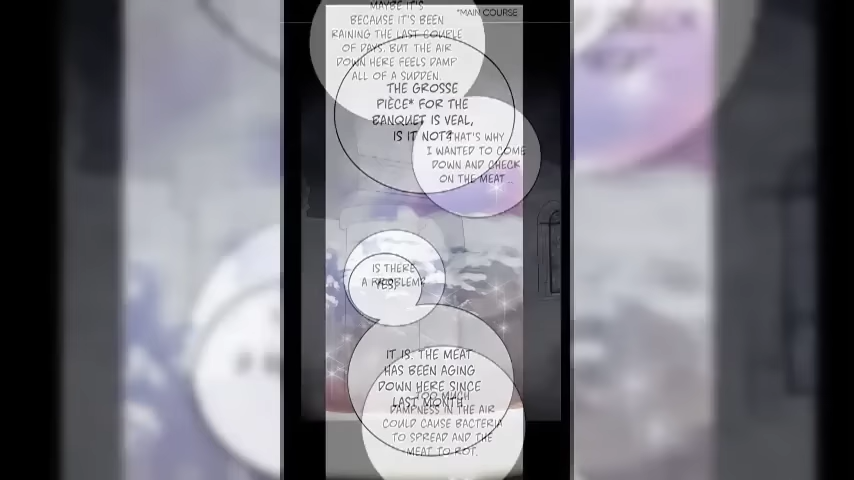 *MAIN COURSE
MAYBE IT'S
BECAUSE IT'S BEEN
RAINING THE LAST COUPLE
OF DAYS. BUT THE AIR
DOWN HERE FEELS DAMP
ALL OF A SUDDEN.
THE GROSSE
PIÈCE* FOR THE
BANQUET IS VEAL,
IS IT NOT?
THAT'S WHY
I WANTED TO COME
DOWN AND CHECK
ON THE MEAT...
IS THERE
A PROBLEM?
YES,
IT IS. THE MEAT
HAS BEEN AGING
DOWN HERE SINCE
LAST MONTH.
TOO MUCH
DAMPNESS IN THE AIR
COULD CAUSE BACTERIA
TO SPREAD AND THE
MEAT TO ROT.